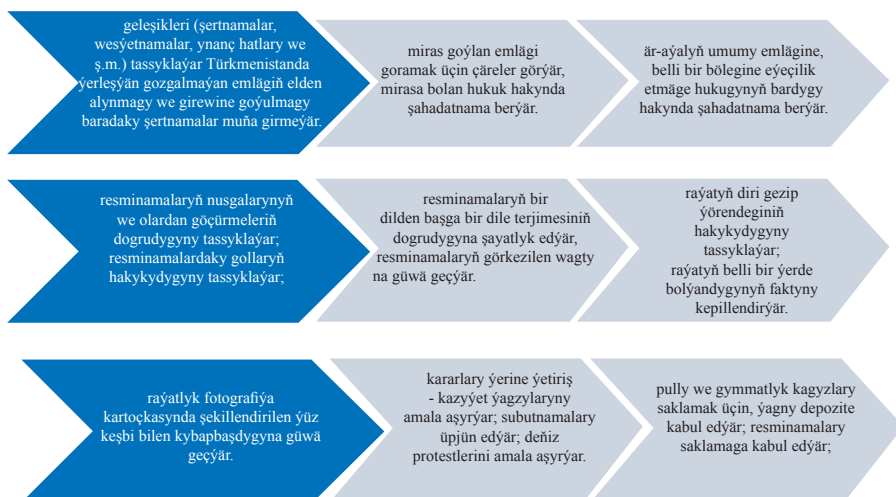 geleşikleri (şertnamalar,
wesýetnamalar, ynanç hatlary we
ş.m.) tassyklaýar Türkmenistanda
ýerleşýän gozgalmaýan emlägiň elden
alynmagy we girewine goýulmagy
baradaky şertnamalar muňa girmeýär.
miras goýlan emlägi
goramak üçin çäreler görýär,
mirasa bolan hukuk hakynda
şahadatnama berýär.
är-aýalyň umumy emlägine,
belli bir bölegine eýeçilik
etmäge hukugynyň bardygy
hakynda şahadatnama berýär.
resminamalaryň nusgalarynyň
we olardan göçürmeleriň
dogrudygyny tassyklaýar;
resminamalardaky gollaryň
hakykydygyny tassyklaýar;
resminamalaryň bir
dilden başga bir dile terjimesiniň
dogrudygyna şaýatlyk edýär,
resminamalaryň görkezilen wagty
na güwä geçýär.
raýatyň diri gezip
ýörendeginiň
hakykydygyny
tassyklaýar;
raýatyň belli bir ýerde
bolýandygynyň faktyny
kepillendirýär.
raýatlyk fotografiýa
kartoçkasynda şekillendirilen ýüz
keşbi bilen kybapbaşdygyna güwä
geçýär.
kararlary ýerine ýetiriş
- kazyýet ýagzylaryny
amala aşyrýar; subutnamalary
üpjün edýär; deňiz
protestlerini amala aşyrýar.
pully we gymmatlyk kagyzlary
saklamak üçin, ýagny depozite
kabul edýär; resminamalary
saklamaga kabul edýär;